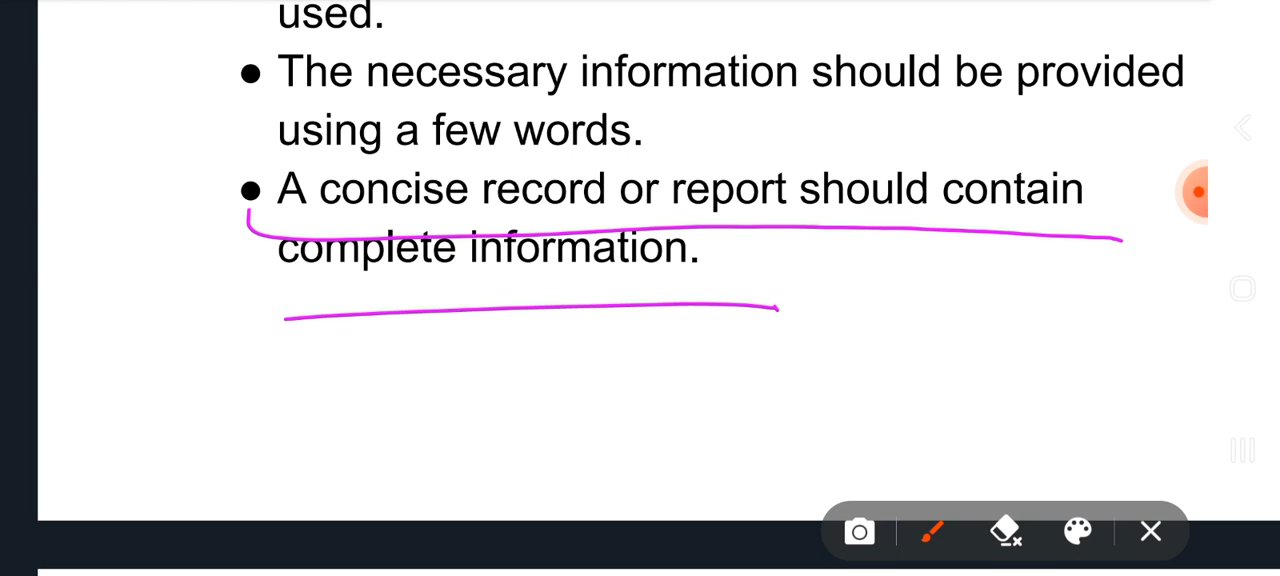 used.
● The necessary information should be provided
using a few words.
● A concise record or report should contain
complete information.